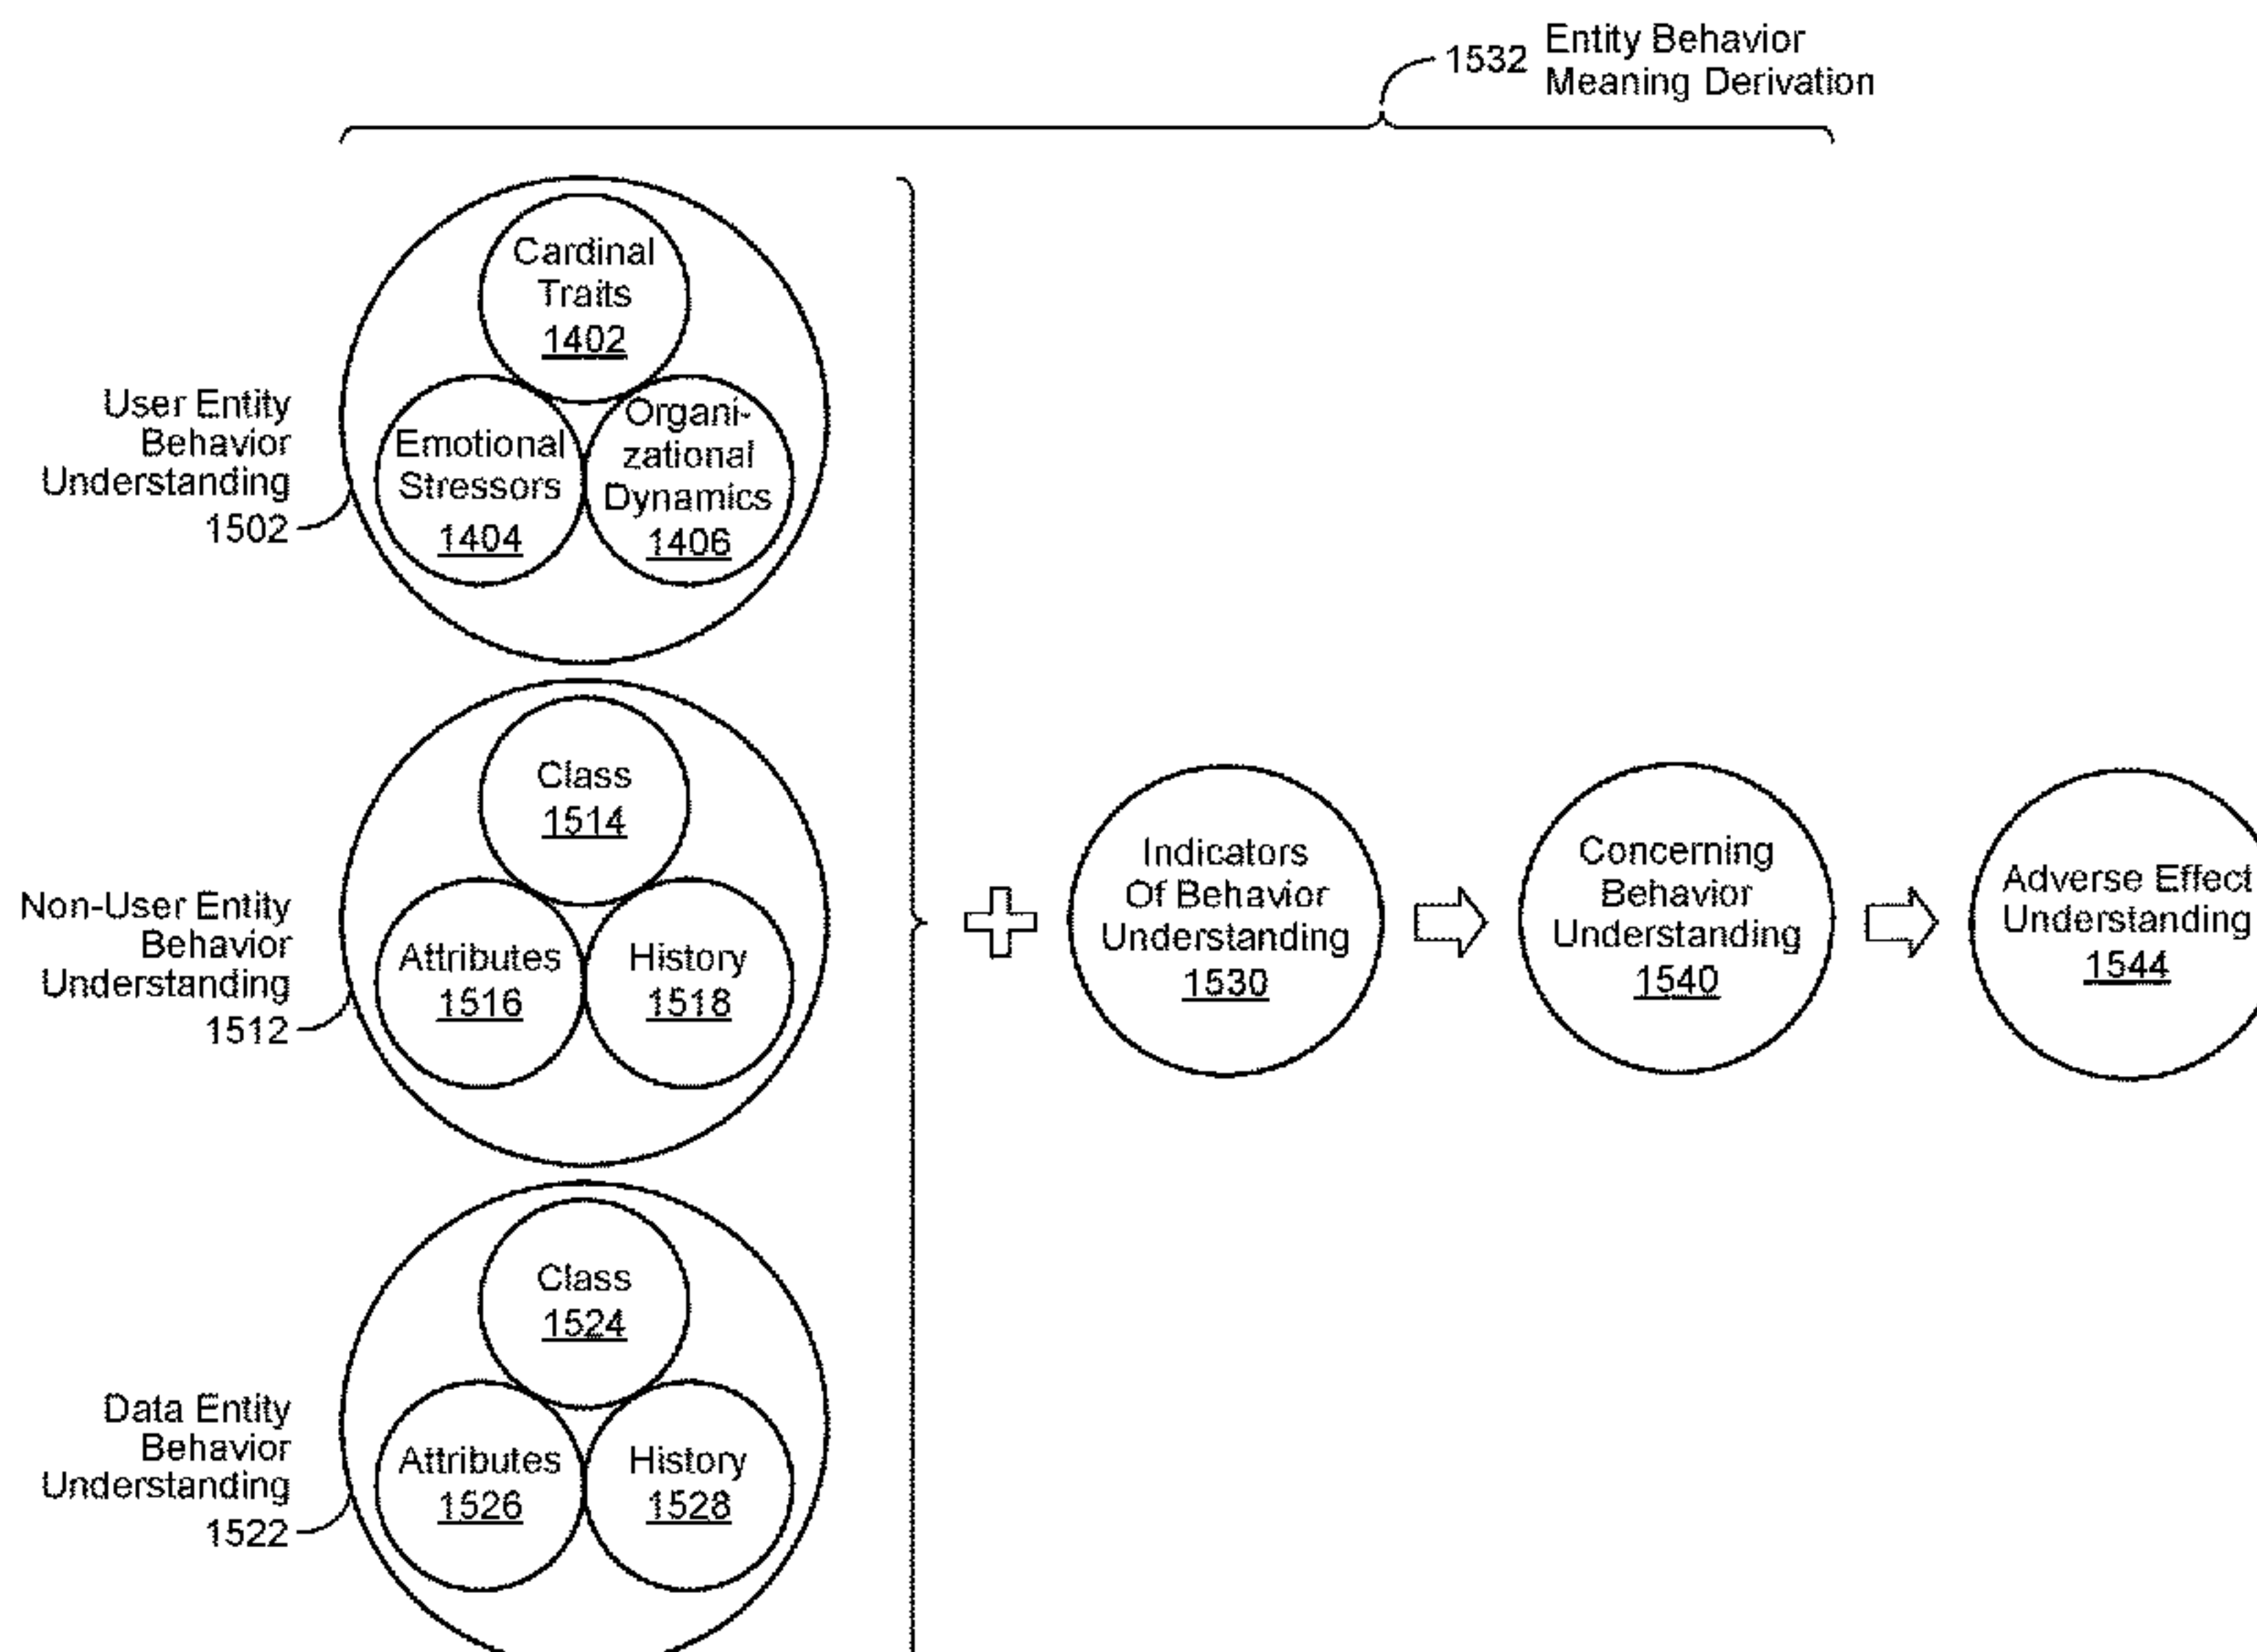 1532
Entity Behavior
Meaning Derivation
User Entity
Behavior
Understanding
1502
Cardinal
Traits
1402
Emotional
Stressors
1404
Organi-
zational
Dynamics
1406
Non-User Entity
Behavior
Understanding
1512
Class
1514
Attributes
1516
History
1518
Data Entity
Behavior
Understanding
1522
Class
1524
Attributes
1526
History
1528
Indicators
Of Behavior
Understanding
1530
Concerning
Behavior
Understanding
1540
Adverse Effect
Understanding
1544